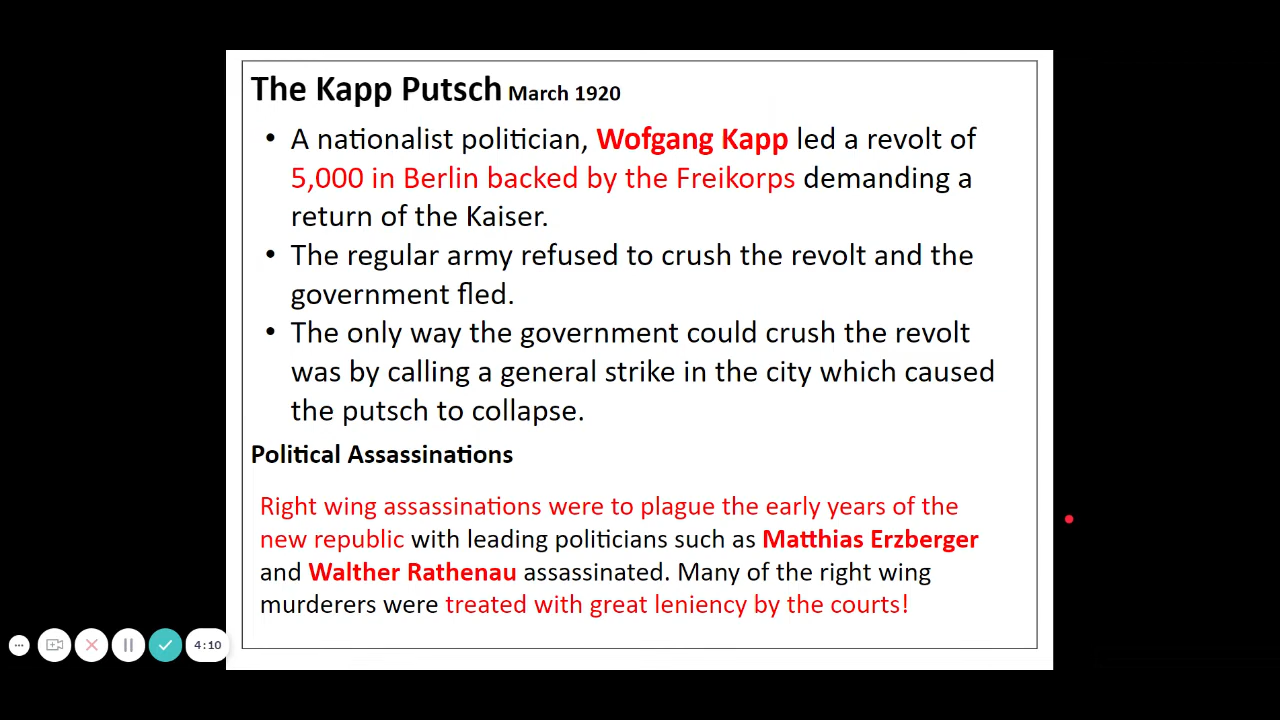 The Kapp Putsch March 1920
• A nationalist politician, Wofgang Kapp led a revolt of
5,000 in Berlin backed by the Freikorps demanding a
return of the Kaiser.
• The regular army refused to crush the revolt and the
government fled.
• The only way the government could crush the revolt
was by calling a general strike in the city which caused
the putsch to collapse.
Political Assassinations
Right wing assassinations were to plague the early years of the
new republic with leading politicians such as Matthias Erzberger
and Walther Rathenau assassinated. Many of the right wing
murderers were treated with great leniency by the courts!
4:10